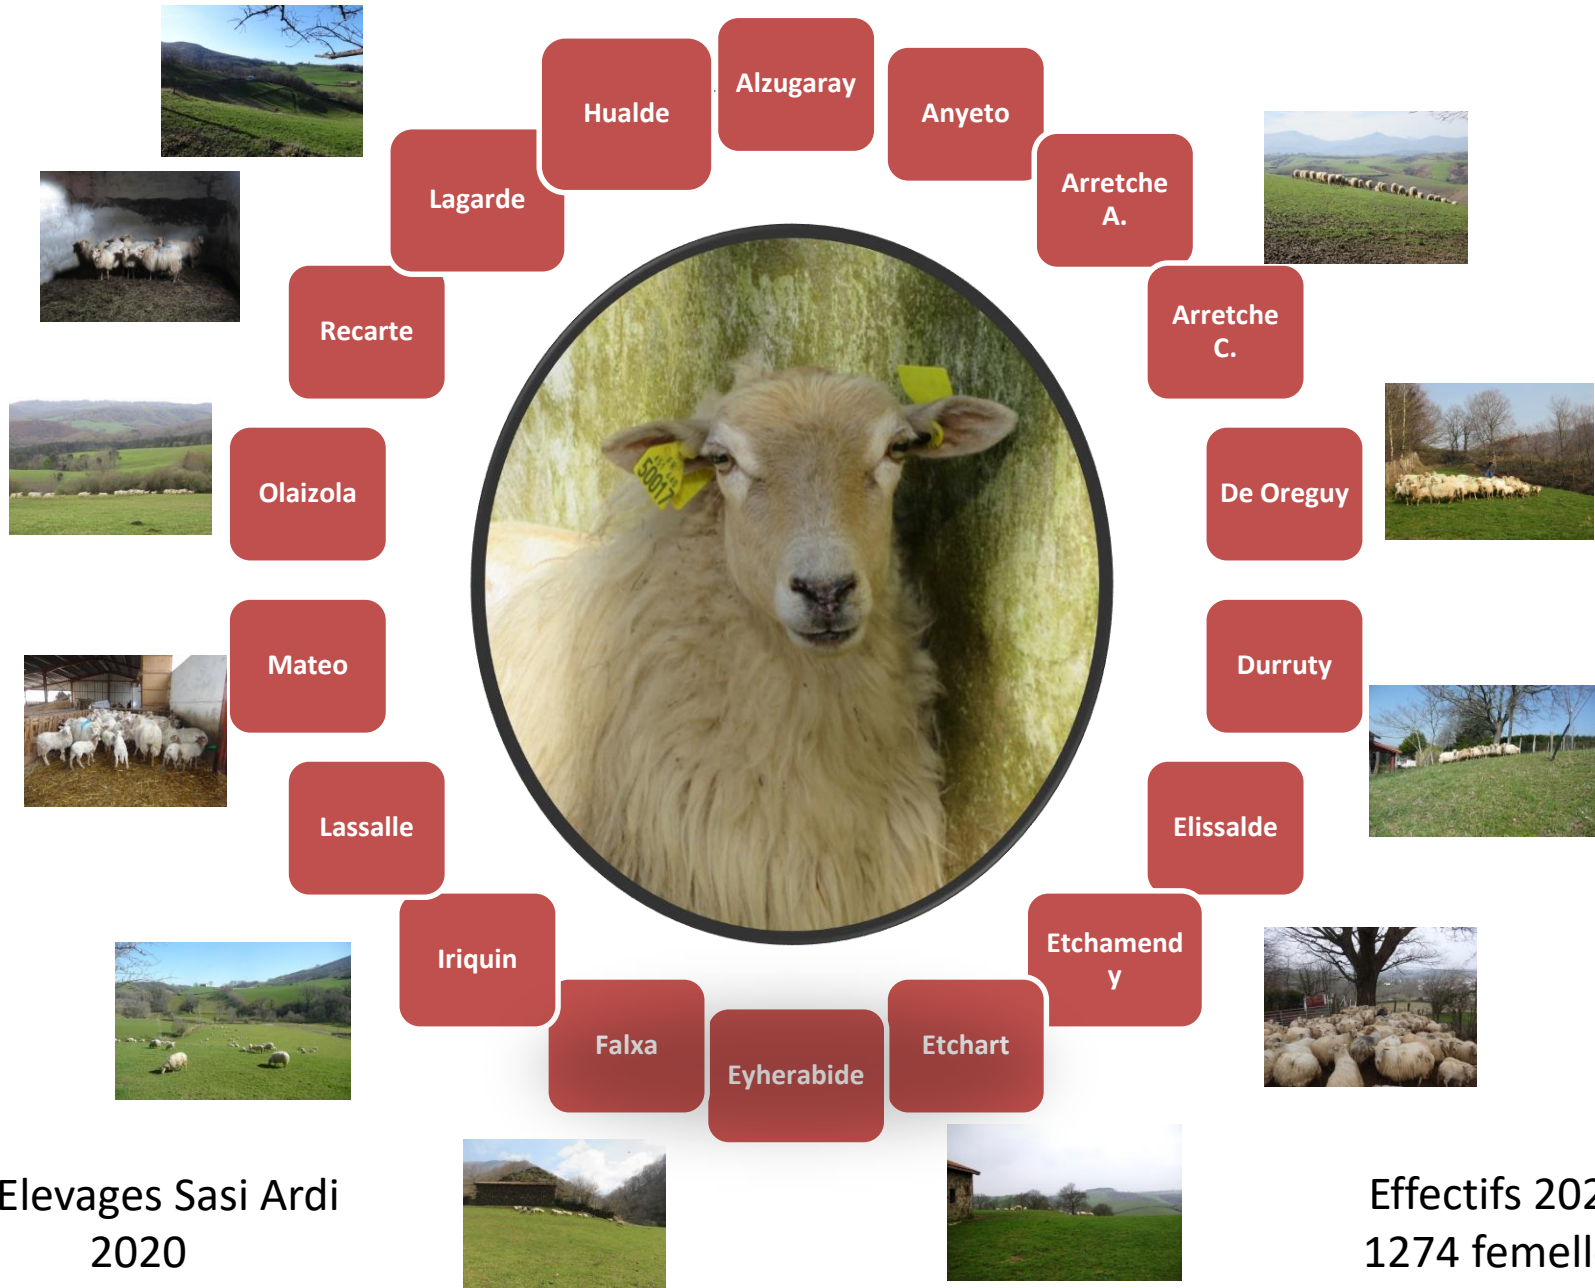 Alzugaray
Anyeto
Arretche
A.
Arretche
C.
De Oreguy
Durruty
Elissalde
Etchamend
y
Etchart
Eyherabide
Falxa
Iriquin
Lassalle
Mateo
Olaizola
Recarte
Lagarde
Hualde
50017
Elevages Sasi Ardi
2020
Effectifs 202
1274 femell